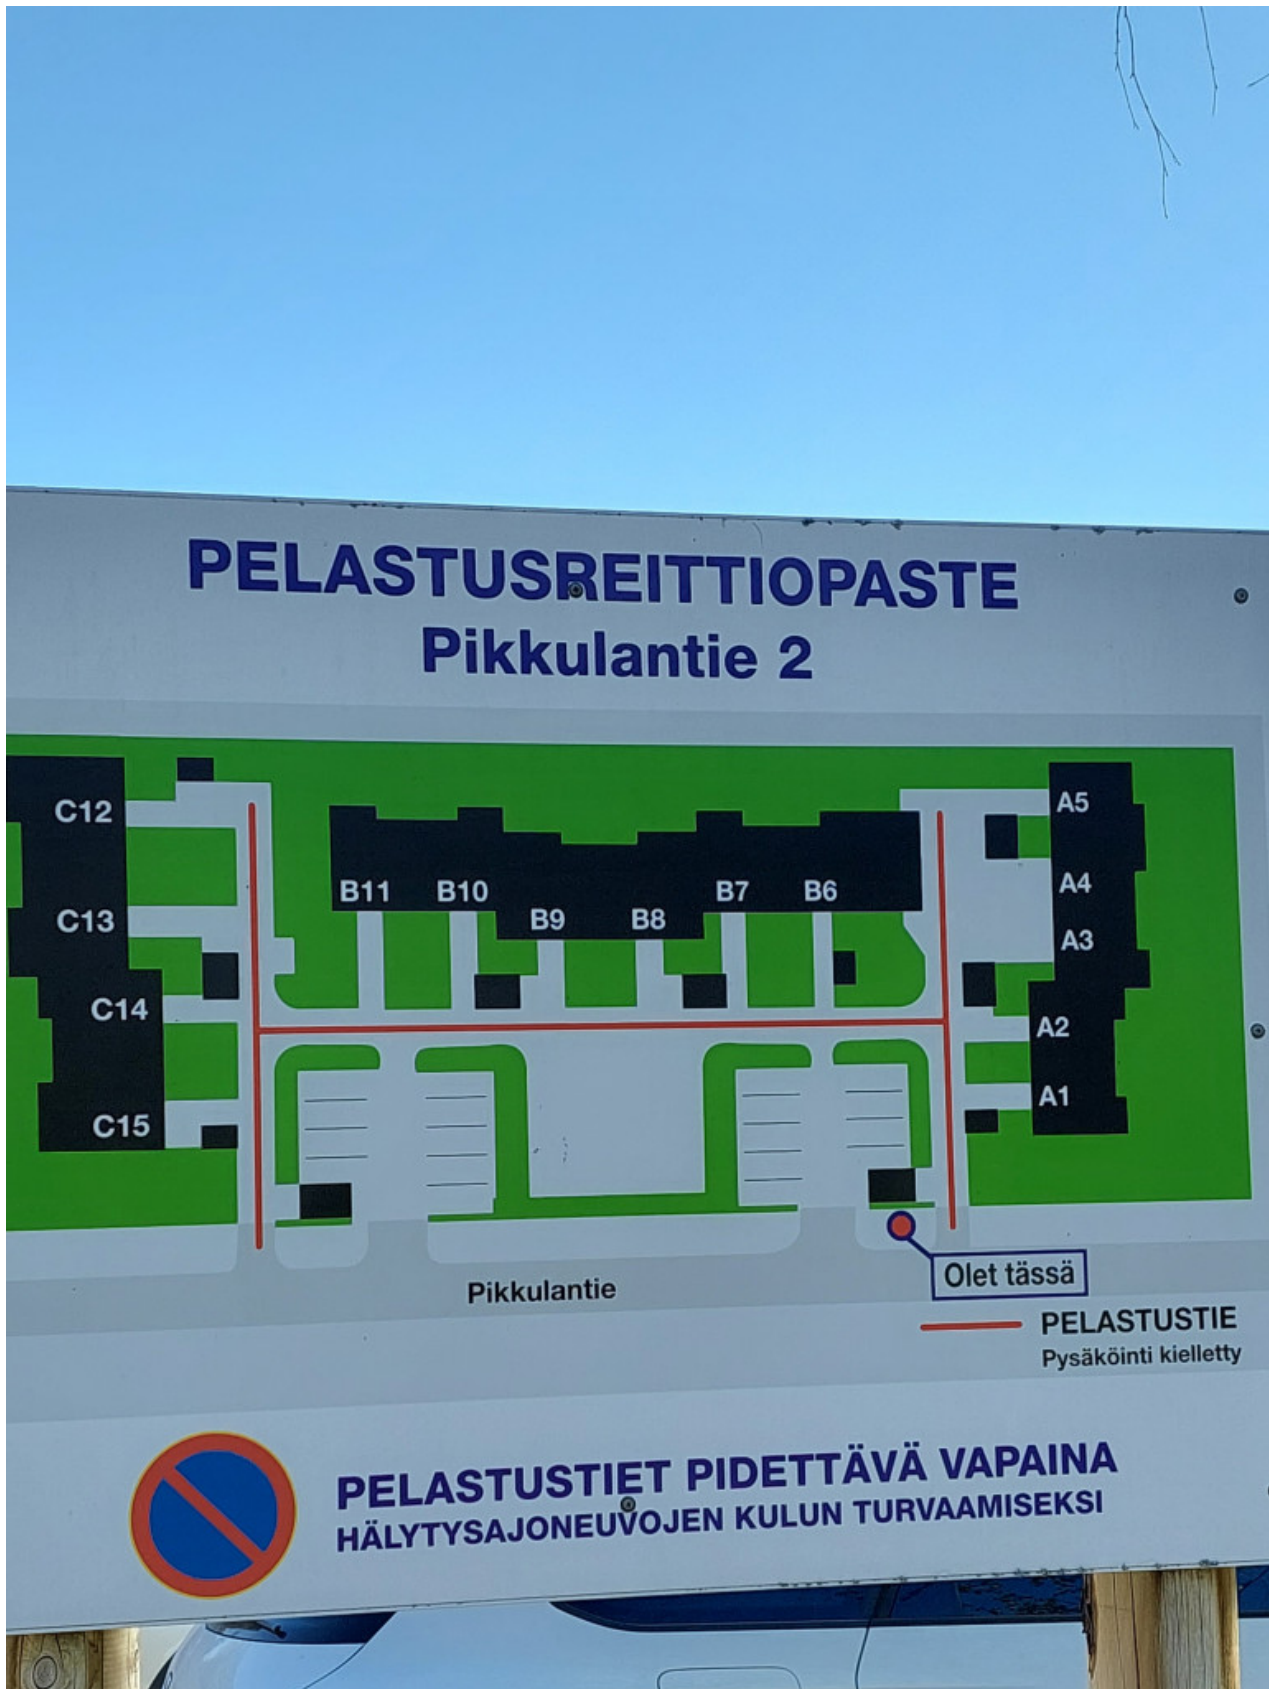 PELASTUSREITTIOPASTE
Pikkulantie 2
C12
A5
B11 B10 B7 B6
A4
C13
B9 B8
A3
C14
A2
A1
C15
Olet tässä
Pikkulantie
PELASTUSTIE
Pysäköinti kielletty
PELASTUSTIET PIDETTÄVÄ VAPAINA
HÄLYTYSAJONEUVOJEN KULUN TURVAAMISEKSI